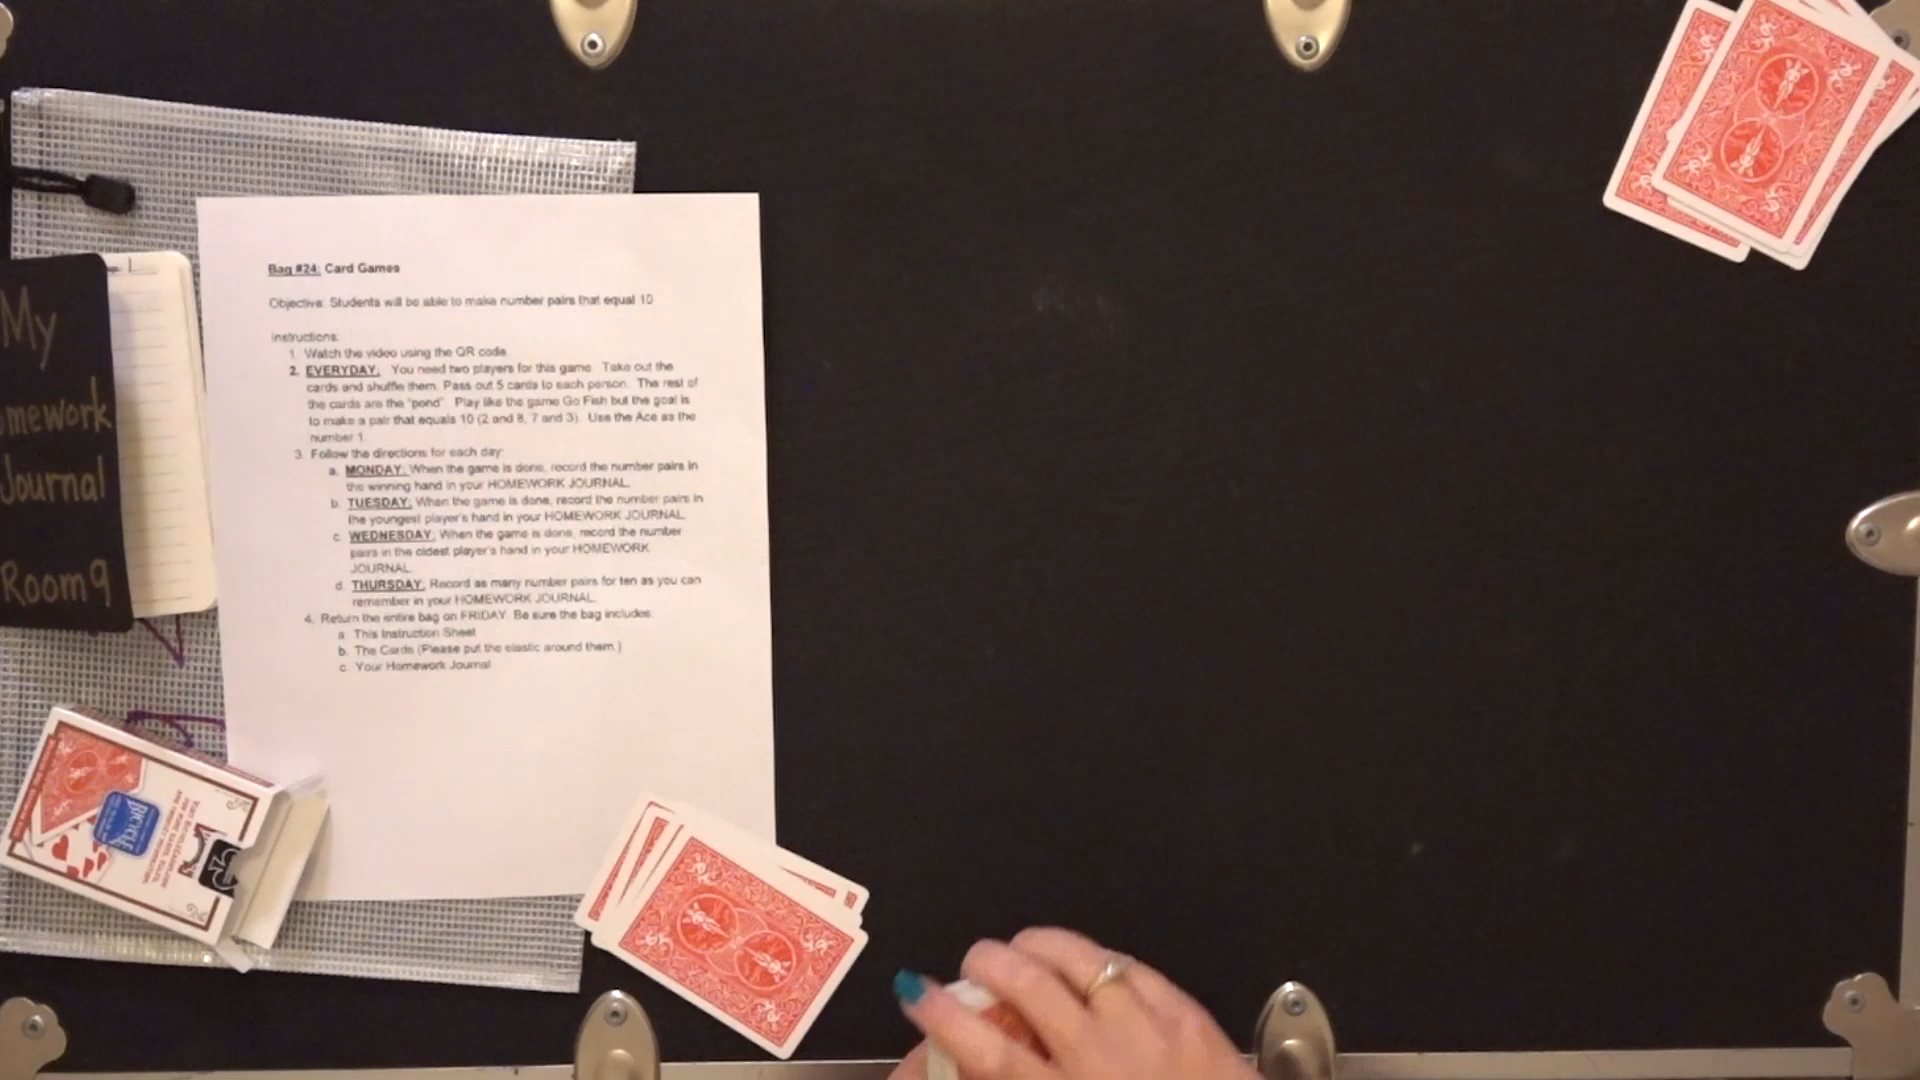 Bag #24: Card Games
Objective: Students will be able to make number pairs that equal 10
Instructions:
1. Watch the video using the QR code.
2. EVERYDAY: You need two players for this game. Take out the
cards and shuffle them. Pass out 5 cards to each person. The rest of
the cards are the "pond". Play like the game Go Fish but the goal is
to make a pair that equals 10 (2 and 8, 7 and 3). Use the Ace as the
number 1.
3. Follow the directions for each day:
a. MONDAY: When the game is done, record the number pairs in
the winning hand in your HOMEWORK JOURNAL.
b. TUESDAY: When the game is done, record the number pairs in
the youngest player's hand in your HOMEWORK JOURNAL.
c. WEDNESDAY: When the game is done, record the number
pairs in the oldest player's hand in your HOMEWORK
JOURNAL.
d. THURSDAY: Record as many number pairs for ten as you can
remember in your HOMEWORK JOURNAL.
4. Return the entire bag on FRIDAY. Be sure the bag includes:
a. This Instruction Sheet
b. The Cards (Please put the elastic around them.)
c. Your Homework Journal
My
omework
Journal
Room 9
BICYCLE